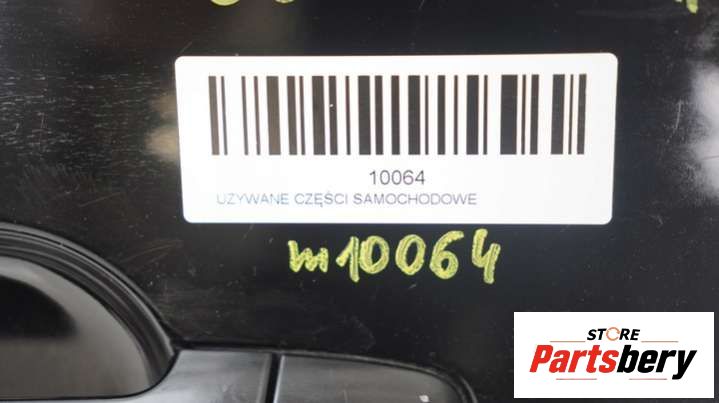 10064
UZYWANE CZĘŚCI SAMOCHODOWE
m10064
STORE
Partsbery